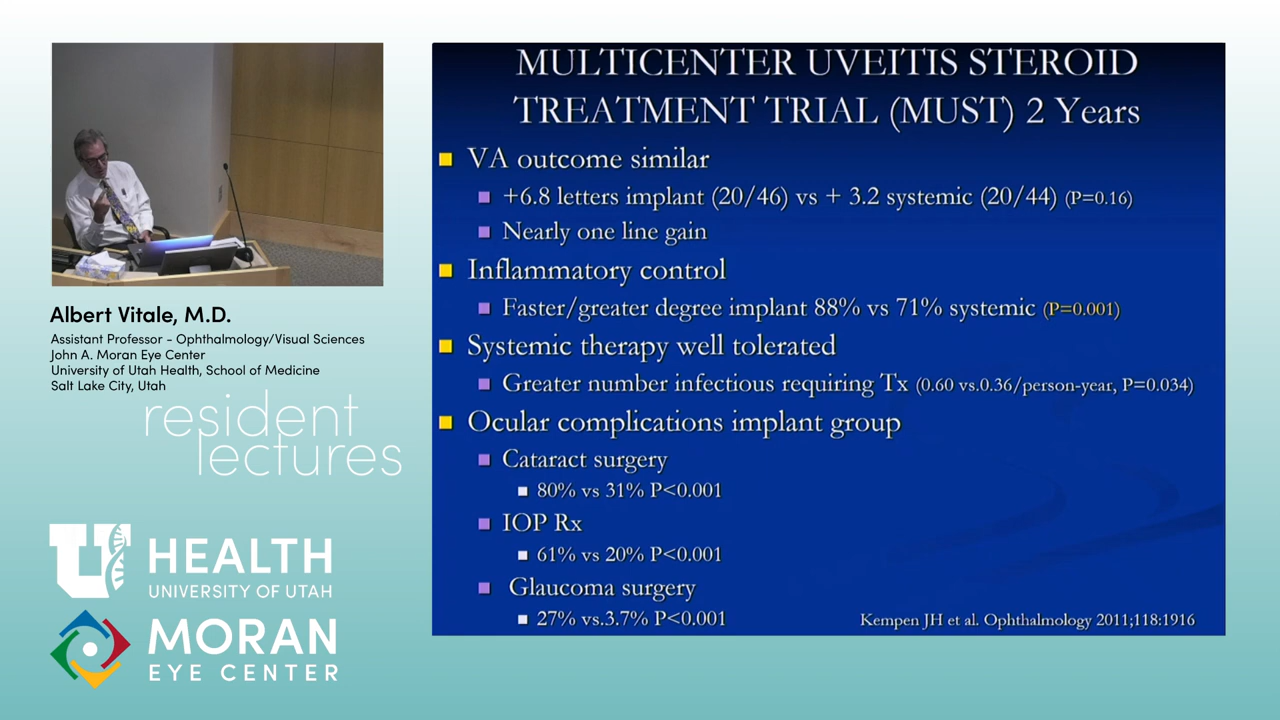 MULTICENTER UVEITIS STEROID
TREATMENT TRIAL (MUST) 2 Years
VA outcome similar
+6.8 letters implant (20/46) vs + 3.2 systemic (20/44) (P=0.16)
Nearly one line gain
Inflammatory control
Faster/greater degree implant 88% vs 71% systemic (P=0.001)
Systemic therapy well tolerated
Greater number infectious requiring Tx (0.60 vs.0.36/person-year, P=0.034)
Ocular complications implant group
Cataract surgery
80% vs 31% P<0.001
IOP Rx
61% vs 20% P<0.001
Glaucoma surgery
27% vs.3.7% P<0.001
Kempen JH et al. Ophthalmology 2011;118:1916
Albert Vitale, M.D.
Assistant Professor - Ophthalmology/Visual Sciences
John A. Moran Eye Center
University of Utah Health, School of Medicine
Salt Lake City, Utah
resident
lectures
U HEALTH
UNIVERSITY OF UTAH
MORAN
EYE CENTER